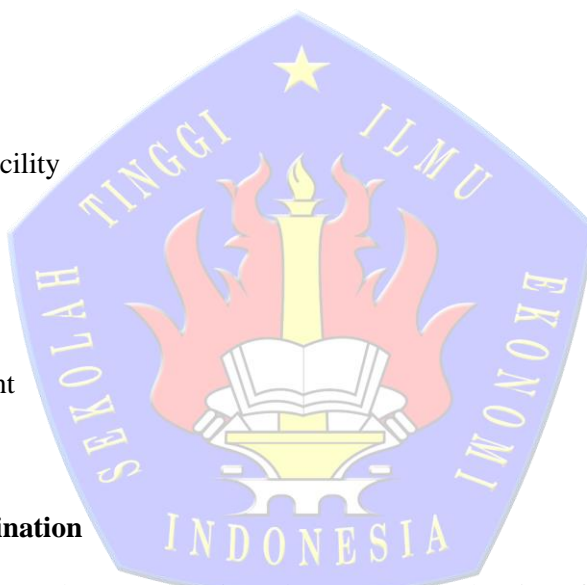 TINGGI ILMU
cility
SEKOLAH EKONOMI
nt
ination
INDONESIA